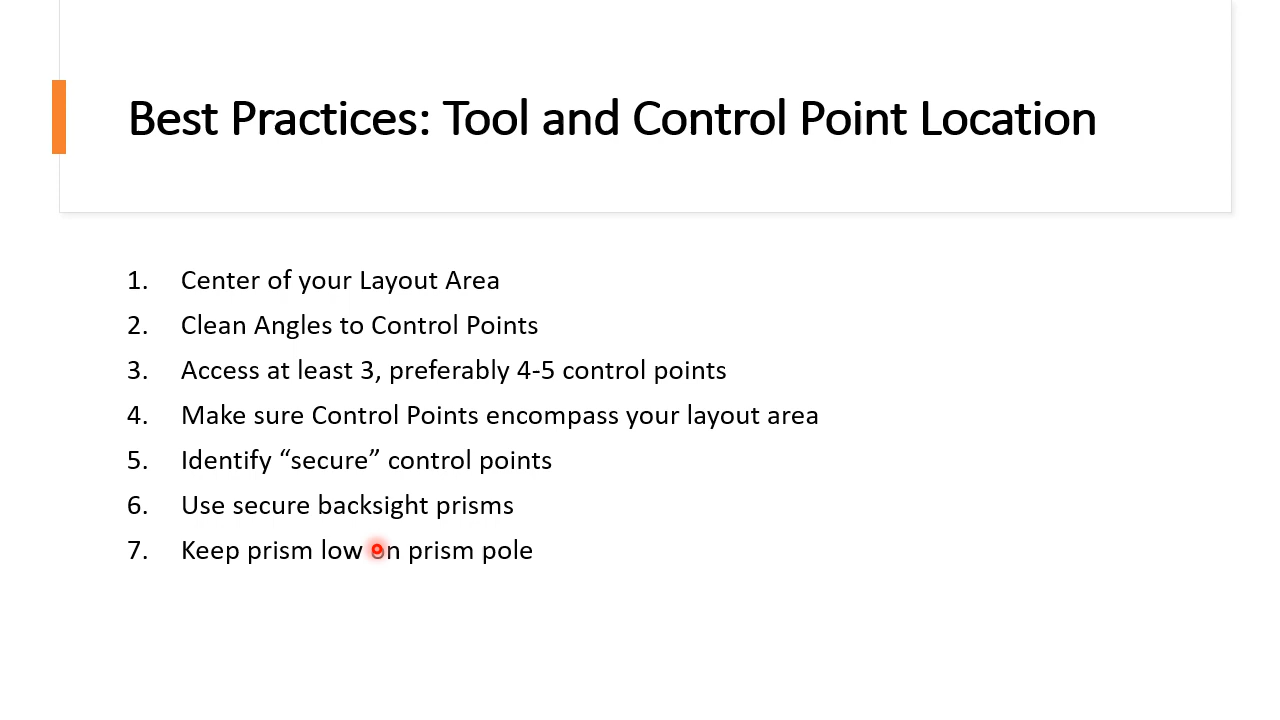 Best Practices: Tool and Control Point Location
1. Center of your Layout Area
2. Clean Angles to Control Points
3. Access at least 3, preferably 4-5 control points
4. Make sure Control Points encompass your layout area
5. Identify “secure” control points
6. Use secure backsight prisms
7. Keep prism low on prism pole